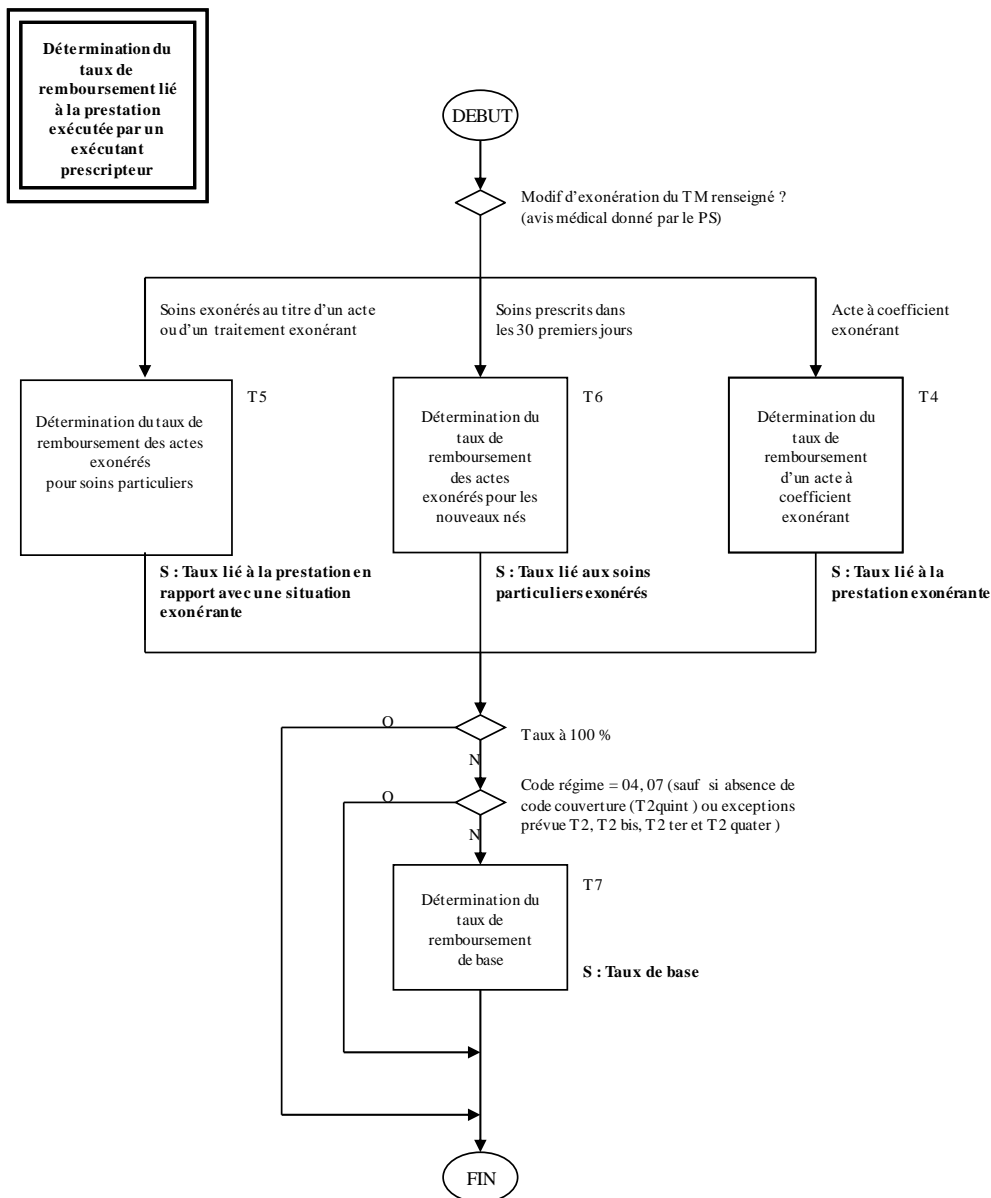 Détermination du
taux de
remboursement lié
à la prestation
exécutée par un
exécutant
prescripteur
DEBUT
Modif d'exonération du TM renseigné ?
(avis médical donné par le PS)
Soins exonérés au titre d'un acte
ou d'un traitement exonérant
Soins prescrits dans
les 30 premiers jours
Acte à coefficient
exonérant
T5
Détermination du taux de
remboursement des actes
exonérés
pour soins particuliers
T6
Détermination du
taux de
remboursement
des actes
exonérés pour les
nouveaux nés
T4
Détermination du
taux de
remboursement
d'un acte à
coefficient
exonérant
S : Taux lié à la prestation en
rapport avec une situation
exonérante
S : Taux lié aux soins
particuliers exonérés
S : Taux lié à la
prestation exonérante
O
Taux à 100 %
N
O
Code régime = 04, 07 (sauf si absence de
code couverture (T2quint ) ou exceptions
prévue T2, T2 bis, T2 ter et T2 quater )
N
T7
Détermination du
taux de
remboursement
de base
S : Taux de base
FIN